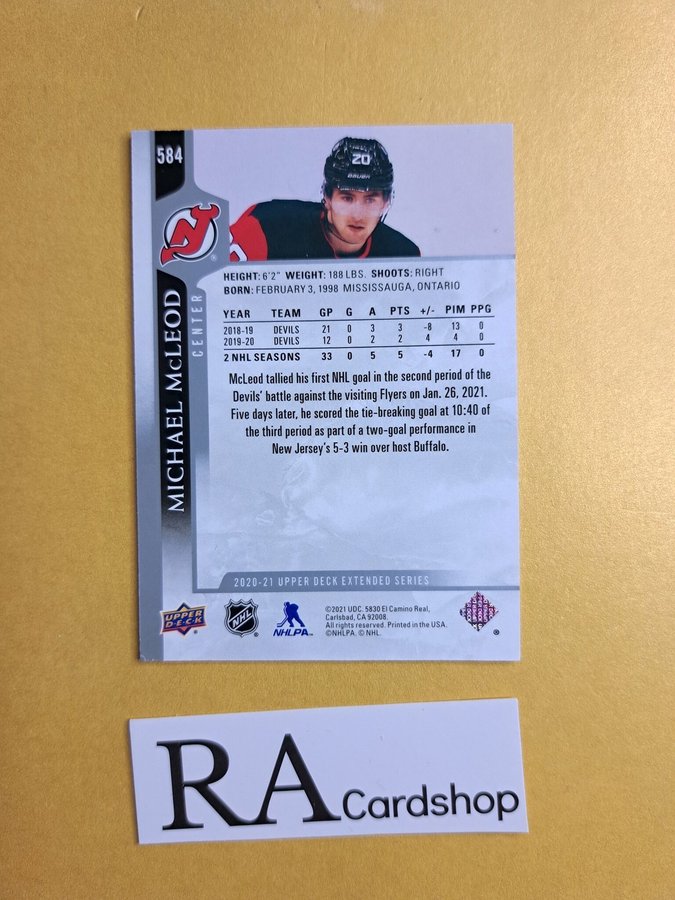 584
20
BAUER
HEIGHT: 6'2" WEIGHT: 188 LBS. SHOOTS: RIGHT
BORN: FEBRUARY 3, 1998 MISSISSAUGA, ONTARIO
MICHAEL McLEOD
CENTER
YEAR TEAM GP G A PTS +/- PIM PPG
2018-19 DEVILS 21 0 3 3 -8 13 0
2019-20 DEVILS 12 0 2 2 4 4 0
2 NHL SEASONS 33 0 5 5 -4 17 0
McLeod tallied his first NHL goal in the second period of the
Devils' battle against the visiting Flyers on Jan. 26, 2021.
Five days later, he scored the tie-breaking goal at 10:40 of
the third period as part of a two-goal performance in
New Jersey's 5-3 win over host Buffalo.
2020-21 UPPER DECK EXTENDED SERIES
UPPER DECK
NHL
NHLPA
©2021 UDC. 5830 El Camino Real,
Carlsbad, CA 92008.
All rights reserved. Printed in the USA.
©NHLPA. © NHL.
RA Cardshop